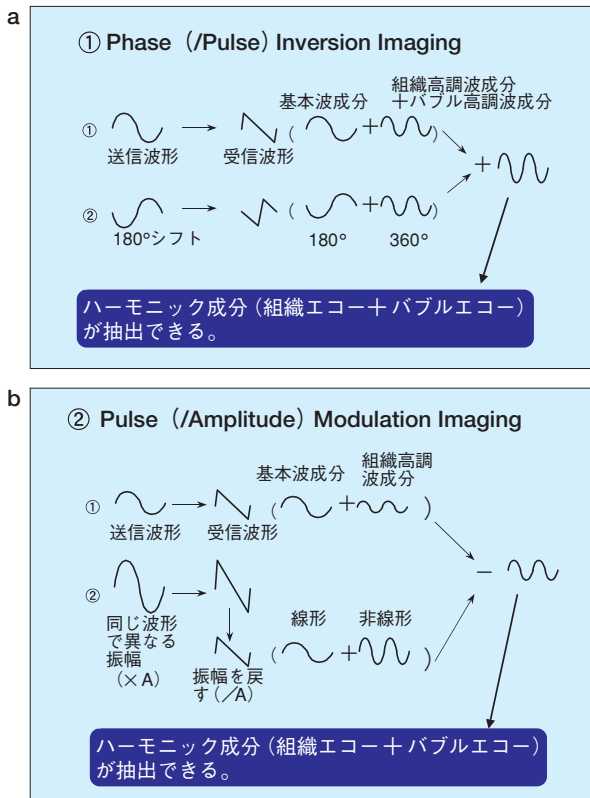 a
① Phase (/Pulse) Inversion Imaging
組織高調波成分
基本波成分 ＋バブル高調波成分
① ( ＋ )
送信波形 受信波形
＋
② ( ＋ )
180°シフト 180° 360°
ハーモニック成分（組織エコー＋バブルエコー）
が抽出できる。
b
② Pulse (/Amplitude) Modulation Imaging
組織高調
基本波成分 波成分
① ( ＋ )
送信波形 受信波形
－
②
同じ波形 線形 非線形
で異なる ( ＋ )
振幅 振幅を戻
(×A) す(／A)
ハーモニック成分（組織エコー＋バブルエコー）
が抽出できる。